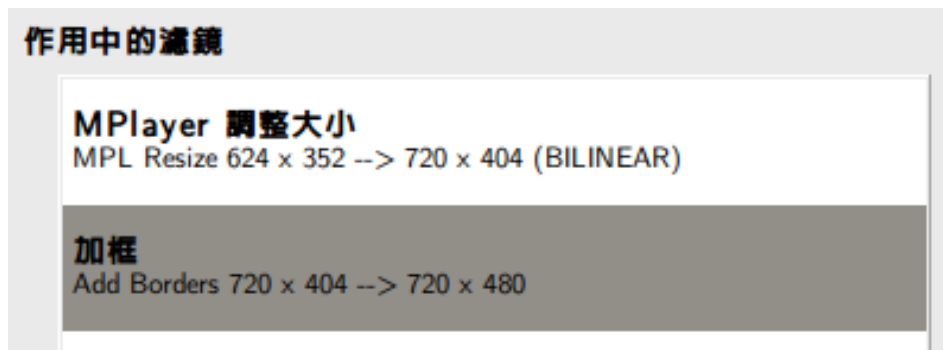 作用中的濾鏡
MPlayer 調整大小
MPL Resize 624 x 352 --> 720 x 404 (BILINEAR)
加框
Add Borders 720 x 404 --> 720 x 480